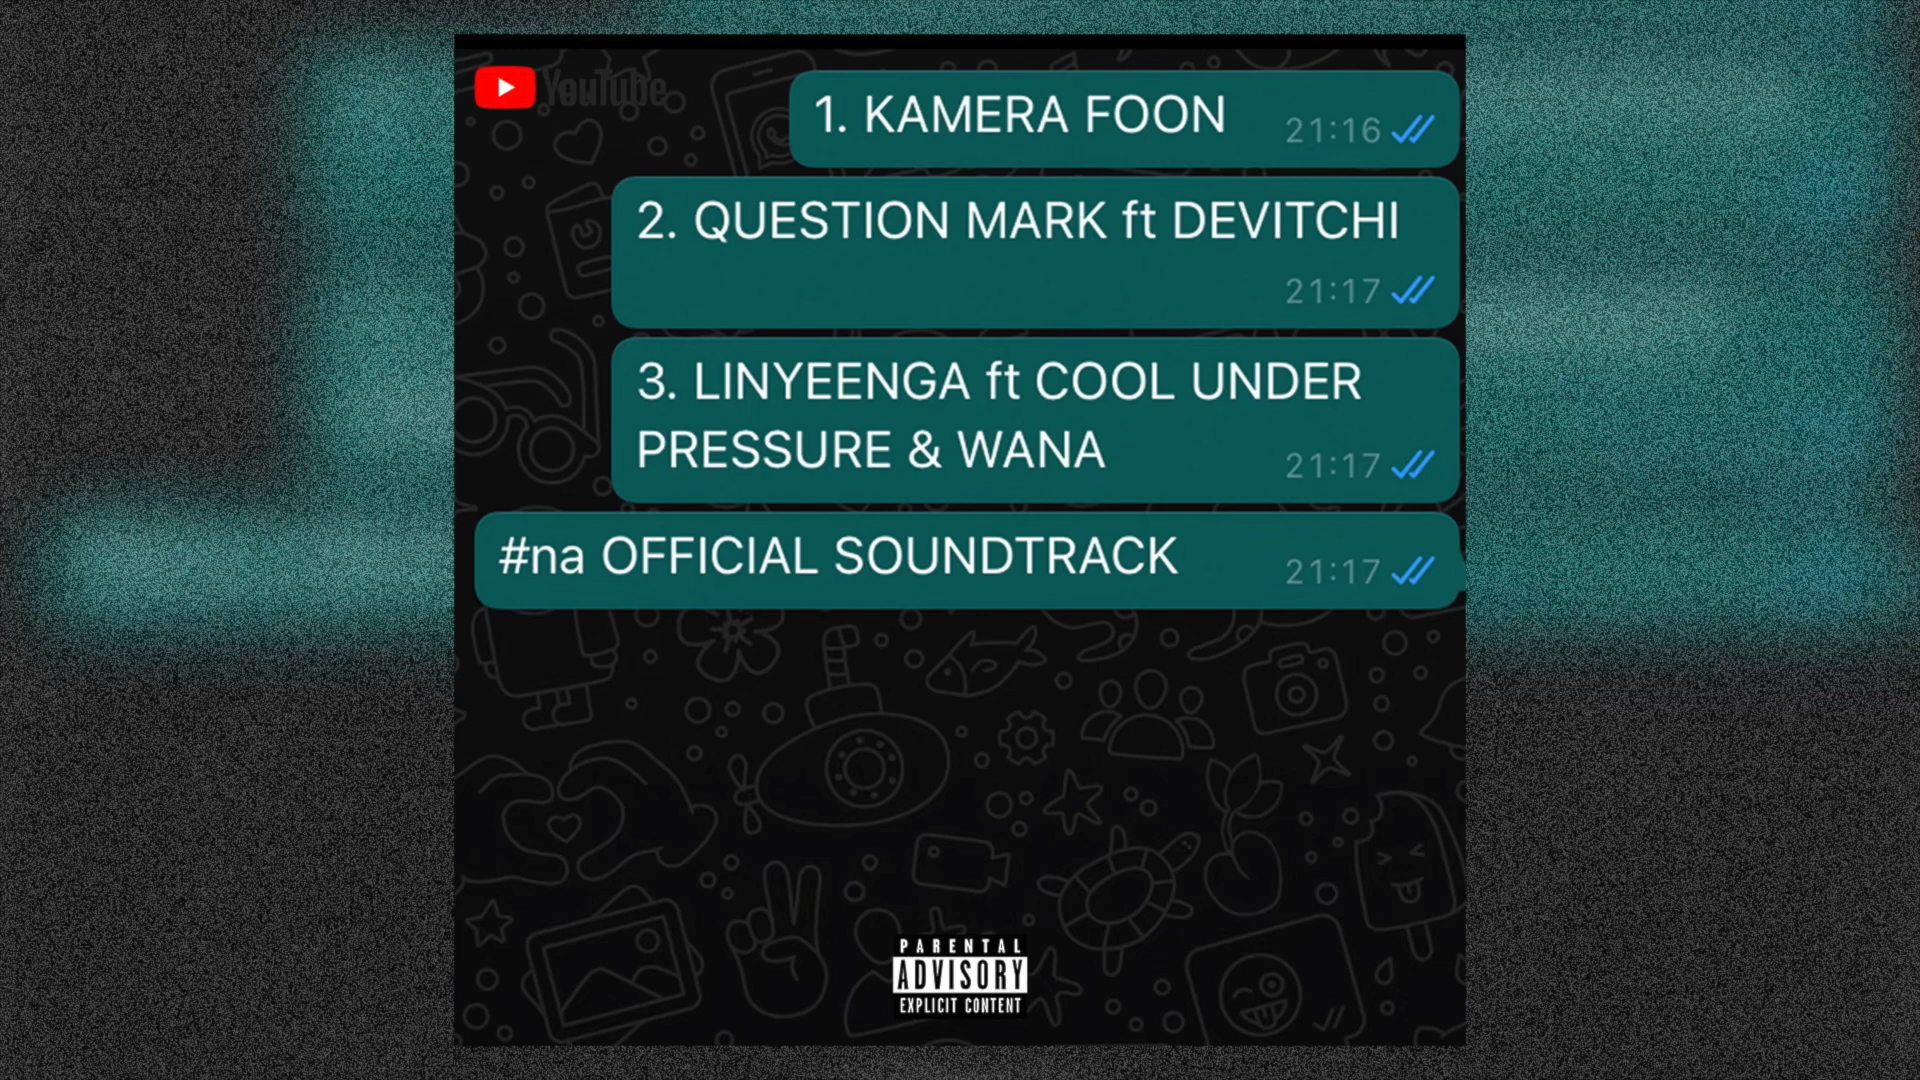 YouTube
1. KAMERA FOON
21:16
2. QUESTION MARK ft DEVITCHI
21:17
3. LINYEENGA ft COOL UNDER
PRESSURE & WANA
21:17
#na OFFICIAL SOUNDTRACK
21:17
PARENTAL
ADVISORY
EXPLICIT CONTENT